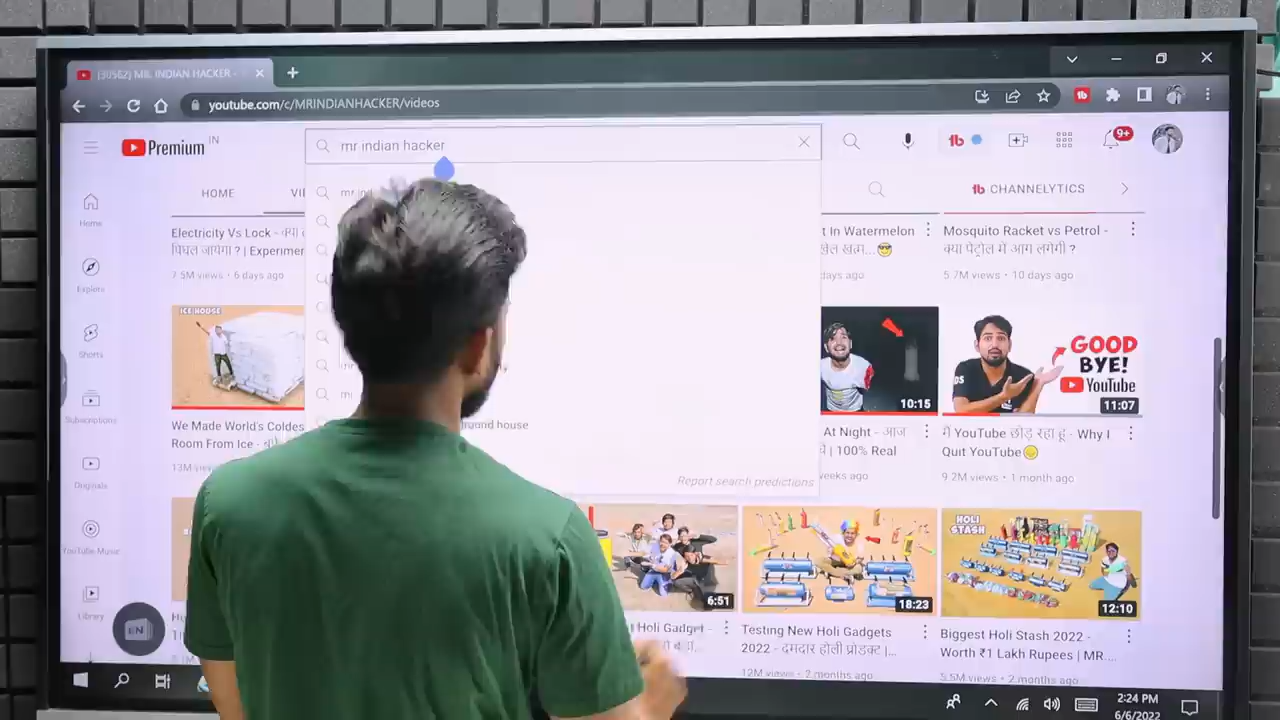 (30562) MR. INDIAN HACKER -
youtube.com/c/MRINDIANHACKER/videos
Premium IN
mr indian hacker
9+
HOME
CHANNELYTICS
Electricity Vs Lock - क्या
पिघल जायेगा ? | Experimen
7.5M views • 6 days ago
t In Watermelon
खत्म...
days ago
Mosquito Racket vs Petrol -
क्या पेट्रोल में आग लगेगी ?
5.7M views • 10 days ago
Home
Explore
Shorts
Subscriptions
Originals
YouTube Music
Library
ICE HOUSE
10:15
GOOD
BYE!
YouTube
11:07
We Made World's Coldes
Room From Ice -
13M
ground house
Report search predictions
At Night - आज
| 100% Real
weeks ago
मैं YouTube छोड़ रहा हूं - Why I
Quit YouTube
9.2M views • 1 month ago
6:51
18:23
HOLI
STASH
12:10
Holi Gadget -
Testing New Holi Gadgets
2022 - दमदार होली प्रोडक्ट |...
12M views • 2 months ago
Biggest Holi Stash 2022 -
Worth ₹1 Lakh Rupees | MR....
5.5M views • 2 months ago
EN
2:24 PM
6/6/2022